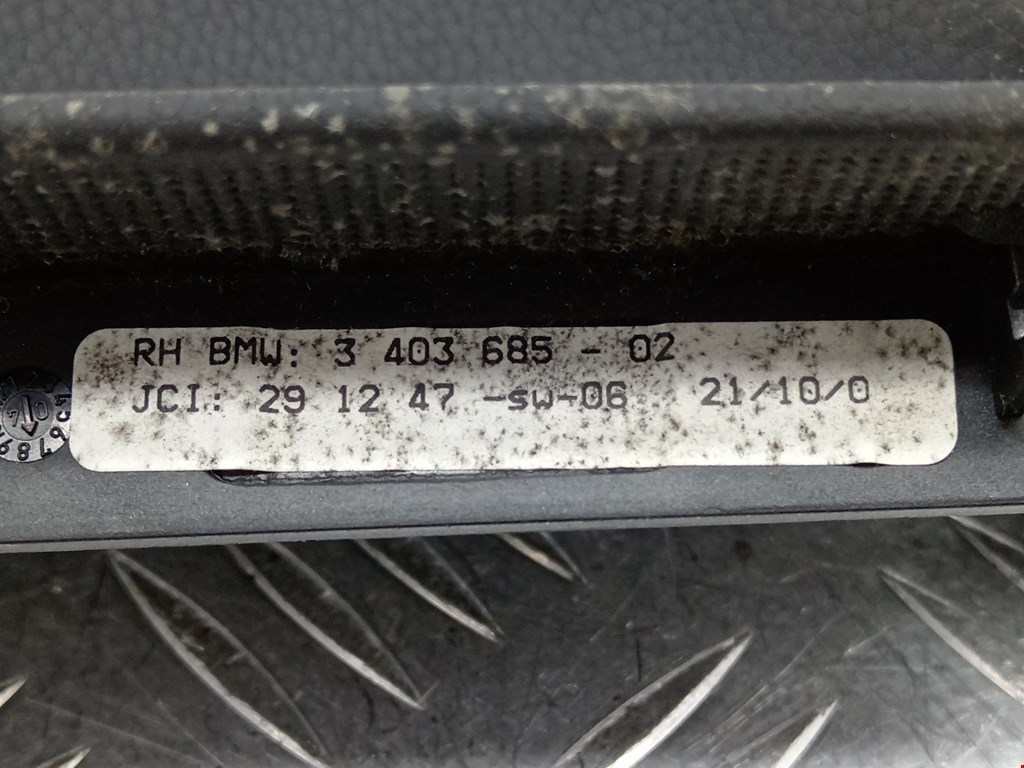 RH BMW: 3 403 685 - 02
JCI: 29 12 47 -sw-06 21/10/0